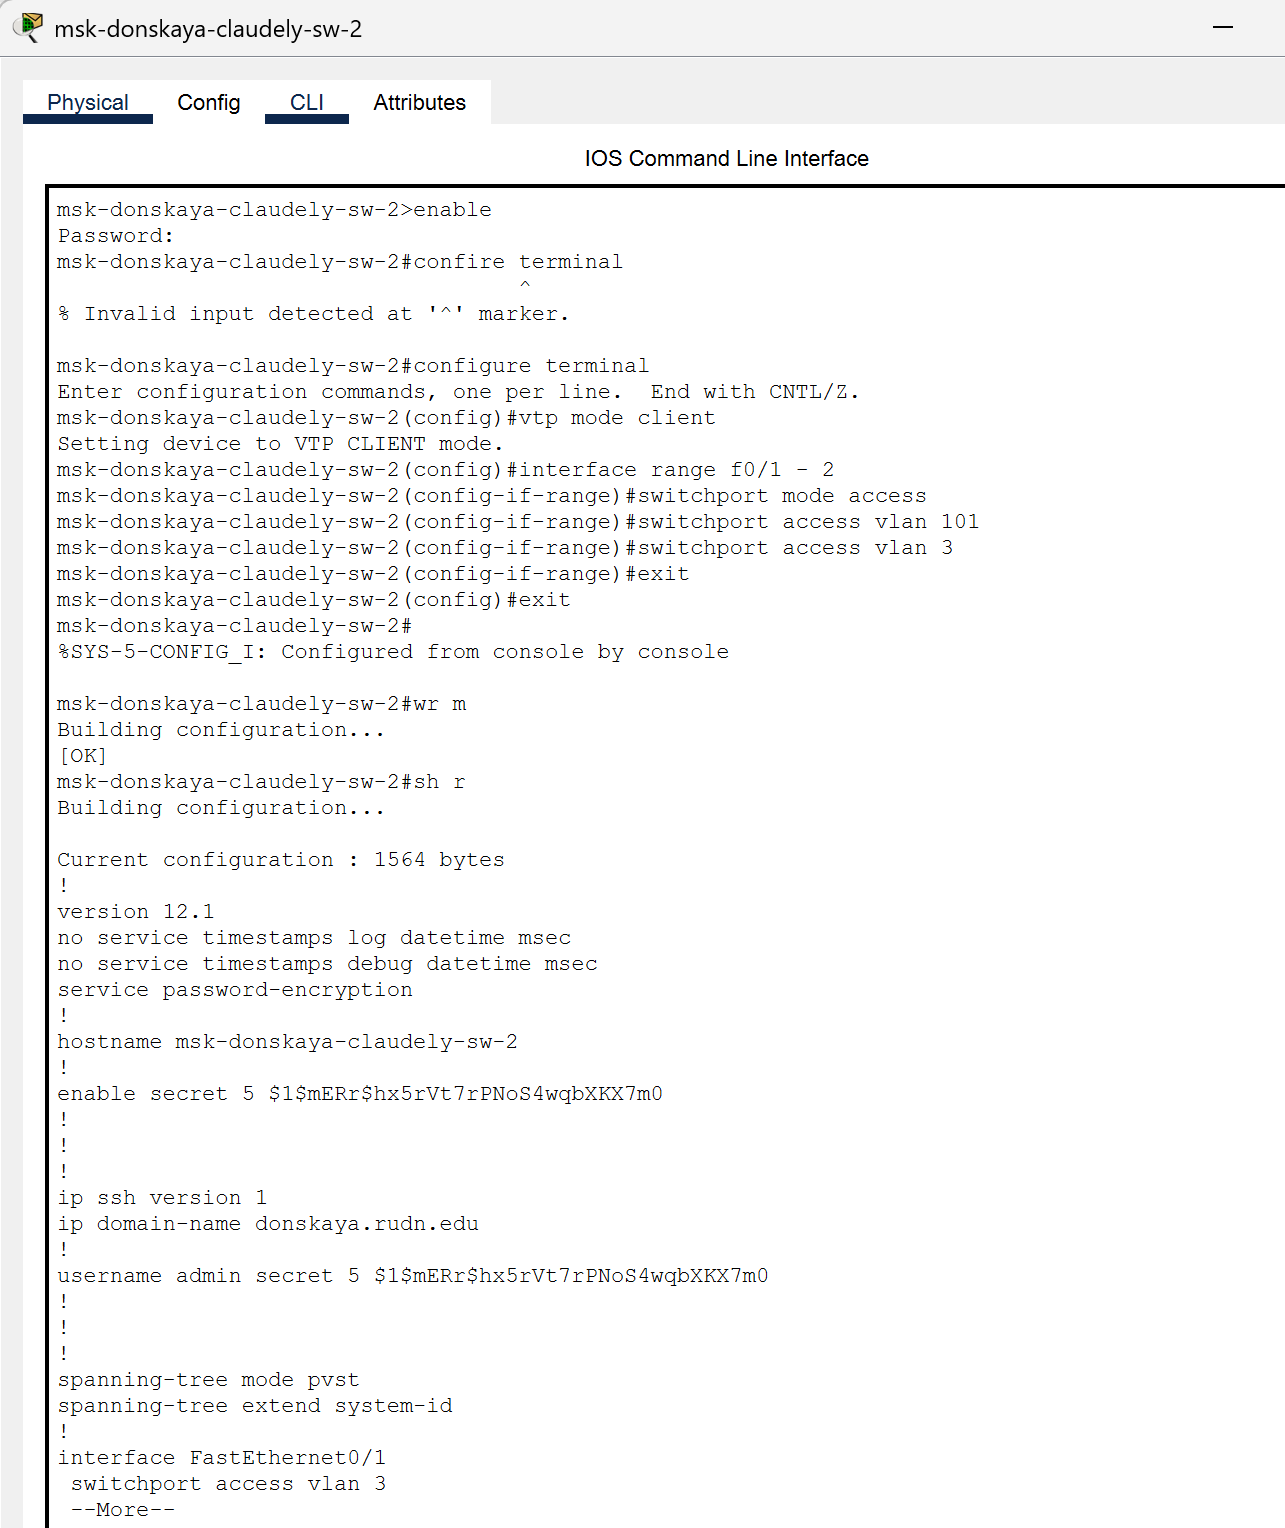 msk-donskaya-claudely-sw-2
Physical Config CLI Attributes
IOS Command Line Interface
msk-donskaya-claudely-sw-2>enable
Password:
msk-donskaya-claudely-sw-2#confire terminal
^
% Invalid input detected at '^' marker.
msk-donskaya-claudely-sw-2#configure terminal
Enter configuration commands, one per line.  End with CNTL/Z.
msk-donskaya-claudely-sw-2(config)#vtp mode client
Setting device to VTP CLIENT mode.
msk-donskaya-claudely-sw-2(config)#interface range f0/1 - 2
msk-donskaya-claudely-sw-2(config-if-range)#switchport mode access
msk-donskaya-claudely-sw-2(config-if-range)#switchport access vlan 101
msk-donskaya-claudely-sw-2(config-if-range)#switchport access vlan 3
msk-donskaya-claudely-sw-2(config-if-range)#exit
msk-donskaya-claudely-sw-2(config)#exit
msk-donskaya-claudely-sw-2#
%SYS-5-CONFIG_I: Configured from console by console
msk-donskaya-claudely-sw-2#wr m
Building configuration...
[OK]
msk-donskaya-claudely-sw-2#sh r
Building configuration...
Current configuration : 1564 bytes
!
version 12.1
no service timestamps log datetime msec
no service timestamps debug datetime msec
service password-encryption
!
hostname msk-donskaya-claudely-sw-2
!
enable secret 5 $1$mERr$hx5rVt7rPNoS4wqbXKX7m0
!
!
!
ip ssh version 1
ip domain-name donskaya.rudn.edu
!
username admin secret 5 $1$mERr$hx5rVt7rPNoS4wqbXKX7m0
!
!
!
spanning-tree mode pvst
spanning-tree extend system-id
!
interface FastEthernet0/1
switchport access vlan 3
--More--